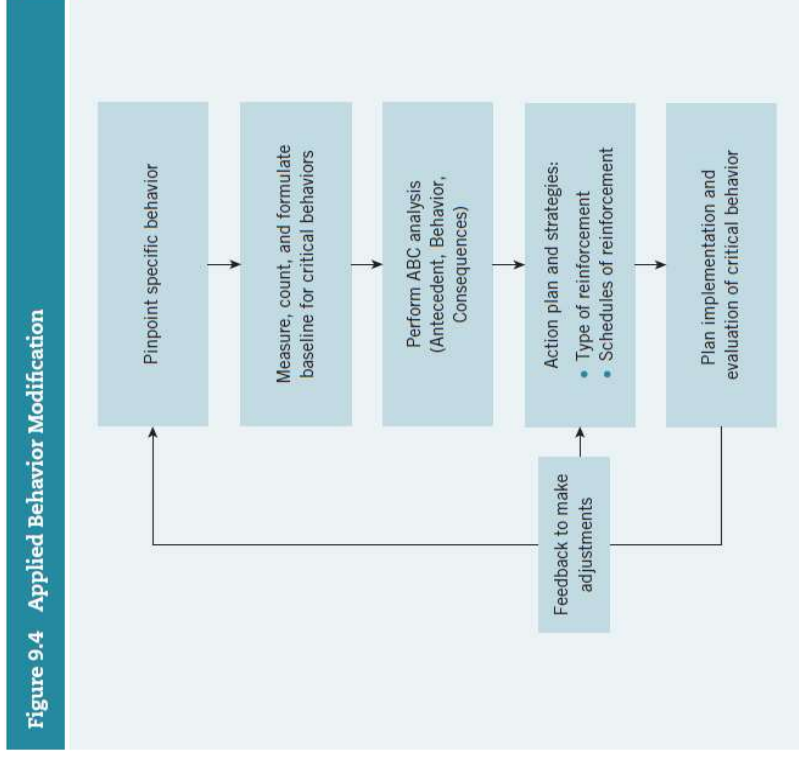 Figure 9.4 Applied Behavior Modification
Pinpoint specific behavior
Measure, count, and formulate
baseline for critical behaviors
Perform ABC analysis
(Antecedent, Behavior,
Consequences)
Action plan and strategies:
• Type of reinforcement
• Schedules of reinforcement
Plan implementation and
evaluation of critical behavior
Feedback to make
adjustments